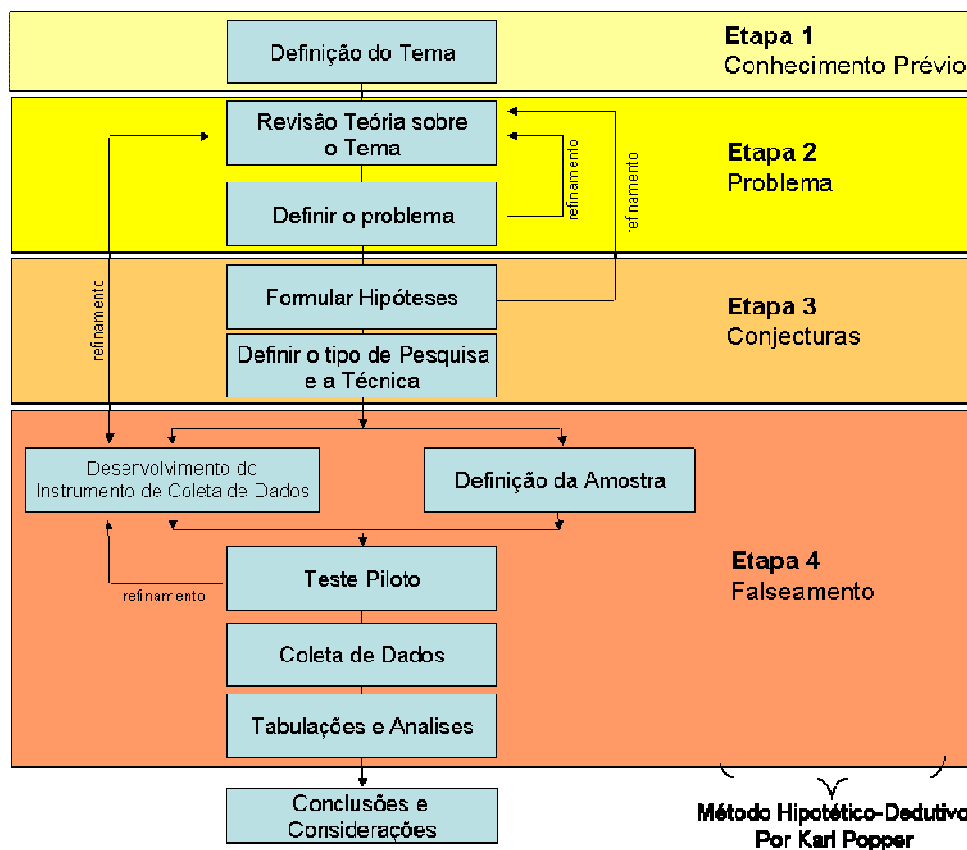 Definição do Tema
Etapa 1
Conhecimento Prévio
Revisão Teória sobre
o Tema
refinamento
refinamento
Etapa 2
Problema
Definir o problema
Formular Hipóteses
Etapa 3
Conjecturas
refinamento
Definir o tipo de Pesquisa
e a Técnica
Desenvolvimento do
Instrumento de Coleta de Dados
Definição da Amostra
Teste Piloto
refinamento
Etapa 4
Falseamento
Coleta de Dados
Tabulações e Analises
Conclusões e
Considerações
Método Hipotético-Dedutivo
Por Karl Popper